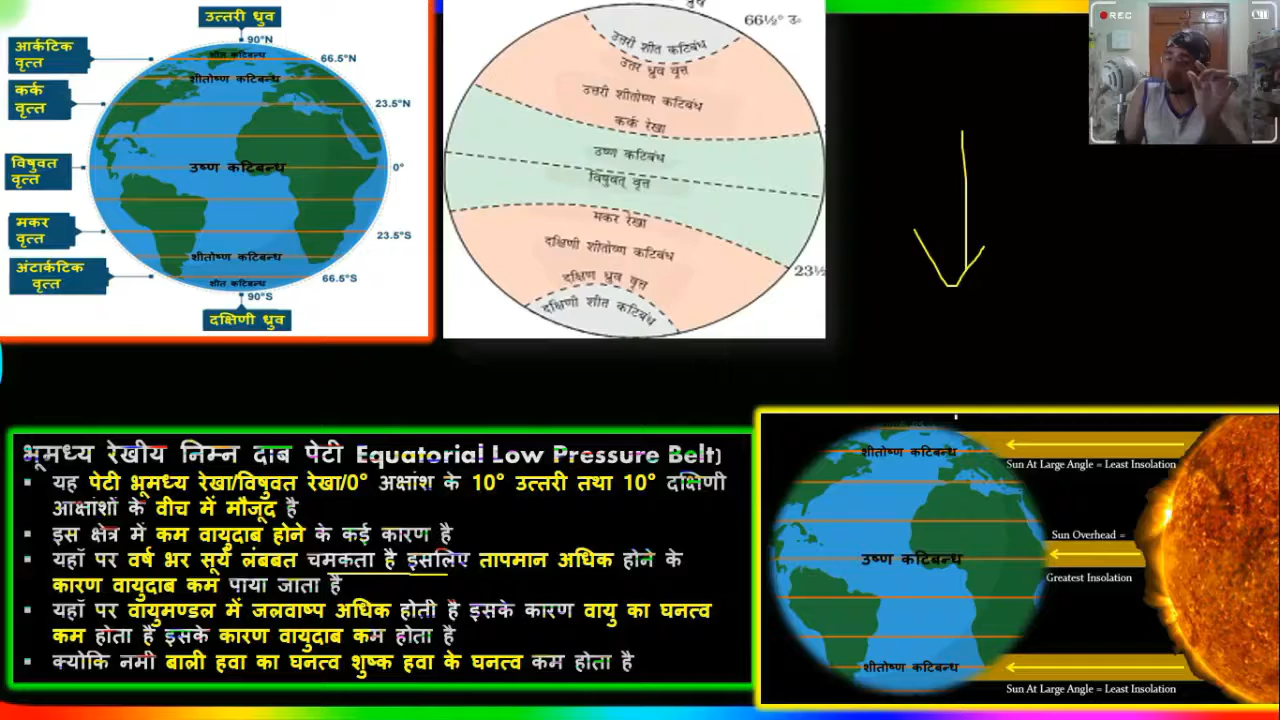 उत्तरी ध्रुव
90°N
आर्कटिक
वृत्त
शीत कटिबन्ध
66.5°N
शीतोष्ण कटिबन्ध
कर्क
वृत्त
23.5°N
विषुवत
वृत्त
उष्ण कटिबन्ध
0°
मकर
वृत्त
23.5°S
शीतोष्ण कटिबन्ध
अंटार्कटिक
वृत्त
66.5°S
शीत कटिबन्ध
90°S
दक्षिणी ध्रुव
ध्रुव
66½° उ॰
उत्तरी शीत कटिबंध
उत्तर ध्रुव वृत्त
उत्तरी शीतोष्ण कटिबंध
कर्क रेखा
उष्ण कटिबंध
विषुवत् वृत्त
मकर रेखा
दक्षिणी शीतोष्ण कटिबंध
23½
दक्षिण ध्रुव वृत्त
दक्षिणी शीत कटिबंध
REC
भूमध्य रेखीय निम्न दाब पेटी Equatorial Low Pressure Belt)
▪ यह पेटी भूमध्य रेखा/विषुवत रेखा/0° अक्षांश के 10° उत्तरी तथा 10° दक्षिणी
आक्षांशों के वीच में मौजूद है
▪ इस क्षेत्र में कम वायुदाब होने के कई कारण है
▪ यहॉ पर वर्ष भर सूर्य लंबबत चमकता है इसलिए तापमान अधिक होने के
कारण वायुदाब कम पाया जाता है
▪ यहॉ पर वायुमण्डल में जलवाष्प अधिक होती है इसके कारण वायु का घनत्व
कम होता है इसके कारण वायुदाब कम होता है
▪ क्योकि नमी बाली हवा का घनत्व शुष्क हवा के घनत्व कम होता है
शीतोष्ण कटिबन्ध
Sun At Large Angle = Least Insolation
Sun Overhead =
उष्ण कटिबन्ध
Greatest Insolation
शीतोष्ण कटिबन्ध
Sun At Large Angle = Least Insolation